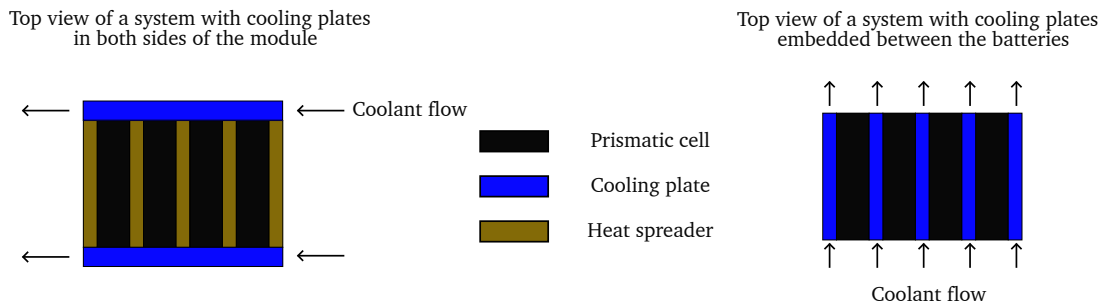 Top view of a system with cooling plates
in both sides of the module
Coolant flow
Prismatic cell
Cooling plate
Heat spreader
Top view of a system with cooling plates
embedded between the batteries
Coolant flow